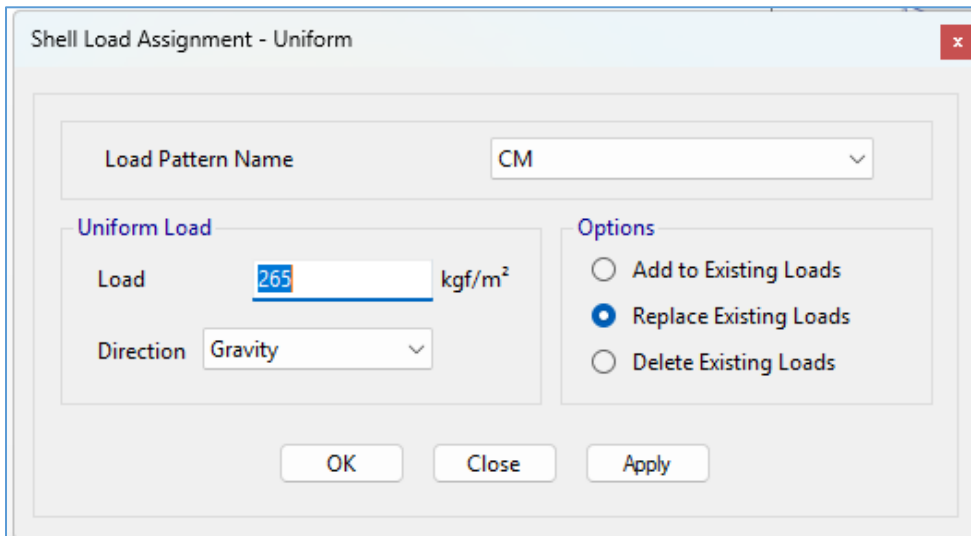 Shell Load Assignment - Uniform
x
Load Pattern Name
CM
Uniform Load
Load
265
kgf/m²
Direction
Gravity
Options
Add to Existing Loads
Replace Existing Loads
Delete Existing Loads
OK
Close
Apply